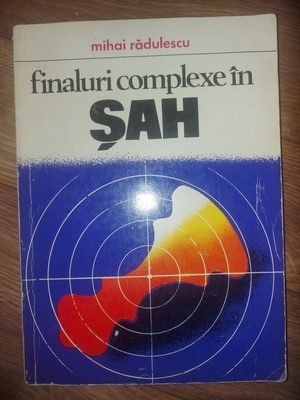 mihai rădulescu
finaluri complexe în
ȘAH